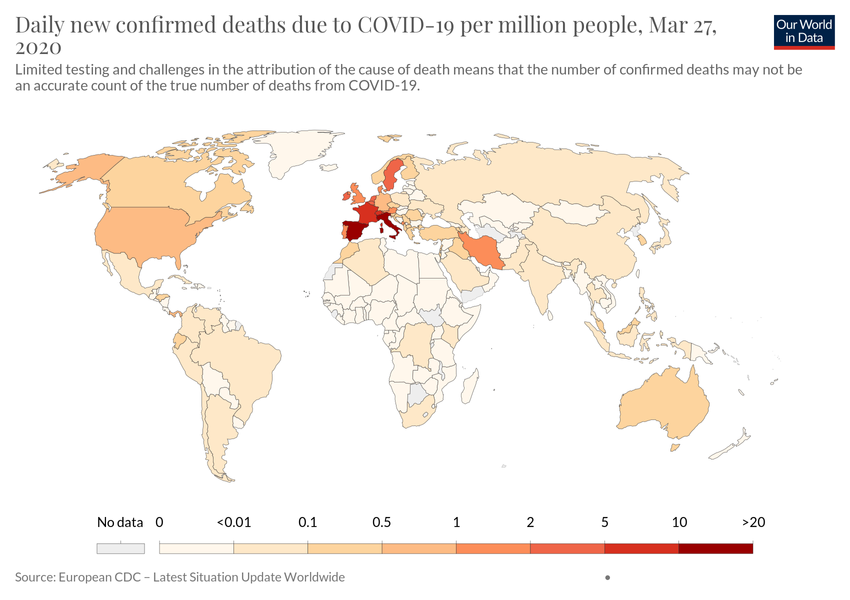 Daily new confirmed deaths due to COVID-19 per million people, Mar 27,
2020
Our World
in Data
Limited testing and challenges in the attribution of the cause of death means that the number of confirmed deaths may not be
an accurate count of the true number of deaths from COVID-19.
No data 0 <0.01 0.1 0.5 1 2 5 10 >20
Source: European CDC – Latest Situation Update Worldwide